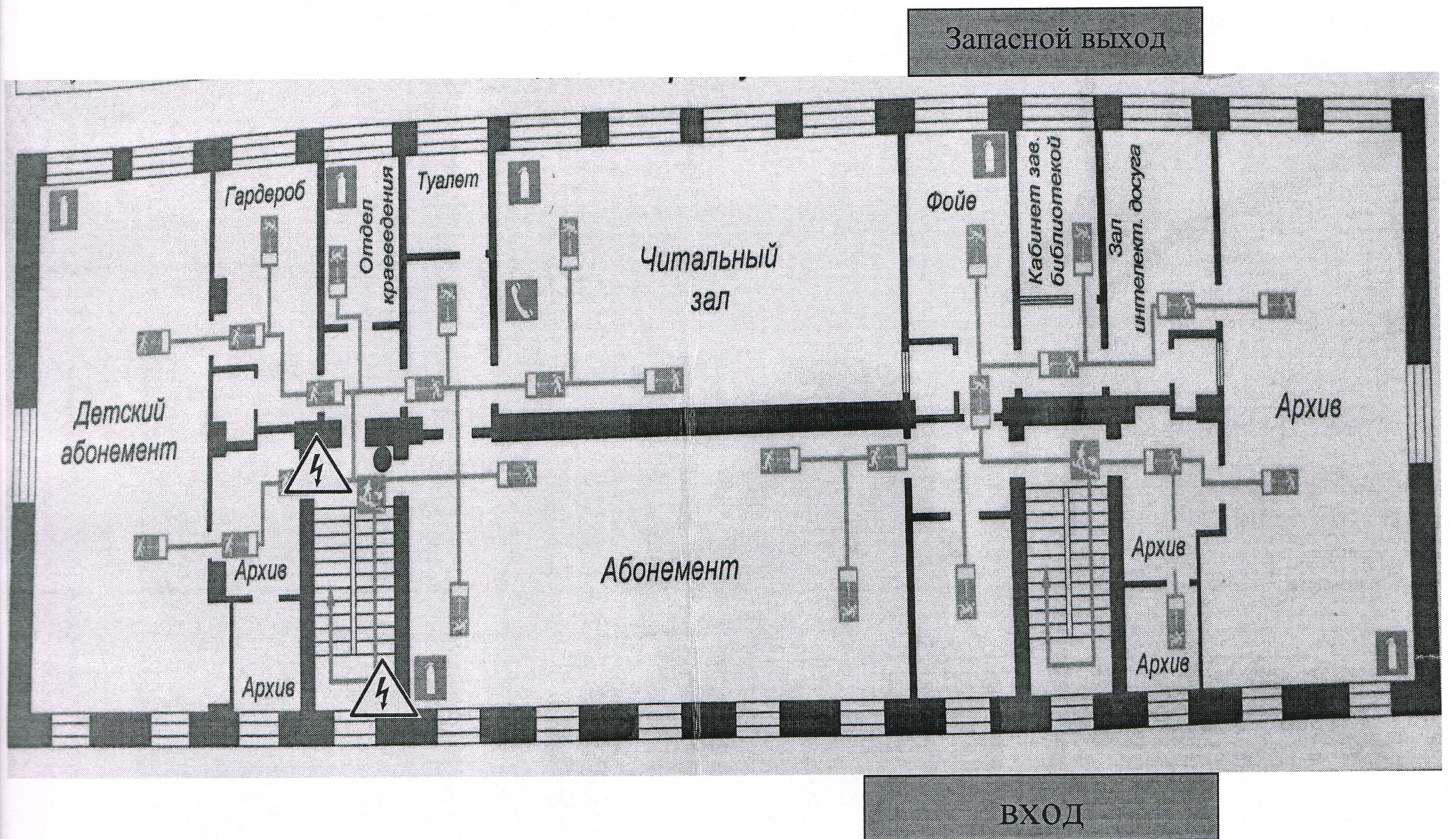 Запасной выход
Гардероб
Отдел
краеведения
Туалет
Читальный
зал
Фойе
Кабинет зав.
библиотекой
Зал
интелект. досуга
Детский
абонемент
Архив
Архив
Абонемент
Архив
Архив
Архив
вход